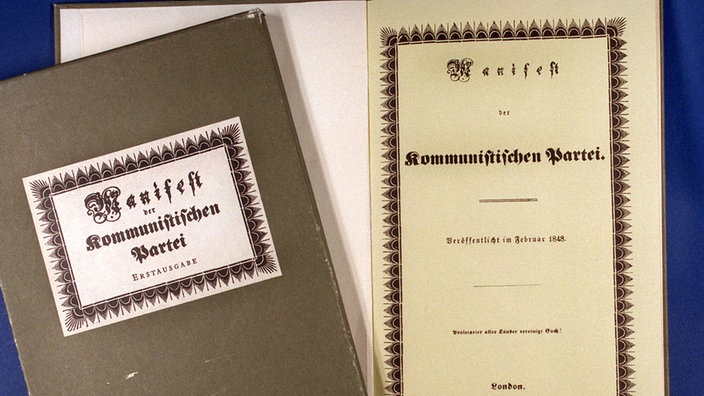 Manifest
der
Kommunistischen
Partei
ERSTAUSGABE
Manifest
der
Kommunistischen Partei.
Veröffentlicht im Februar 1848.
Proletarier aller Länder vereinigt Euch!
London.